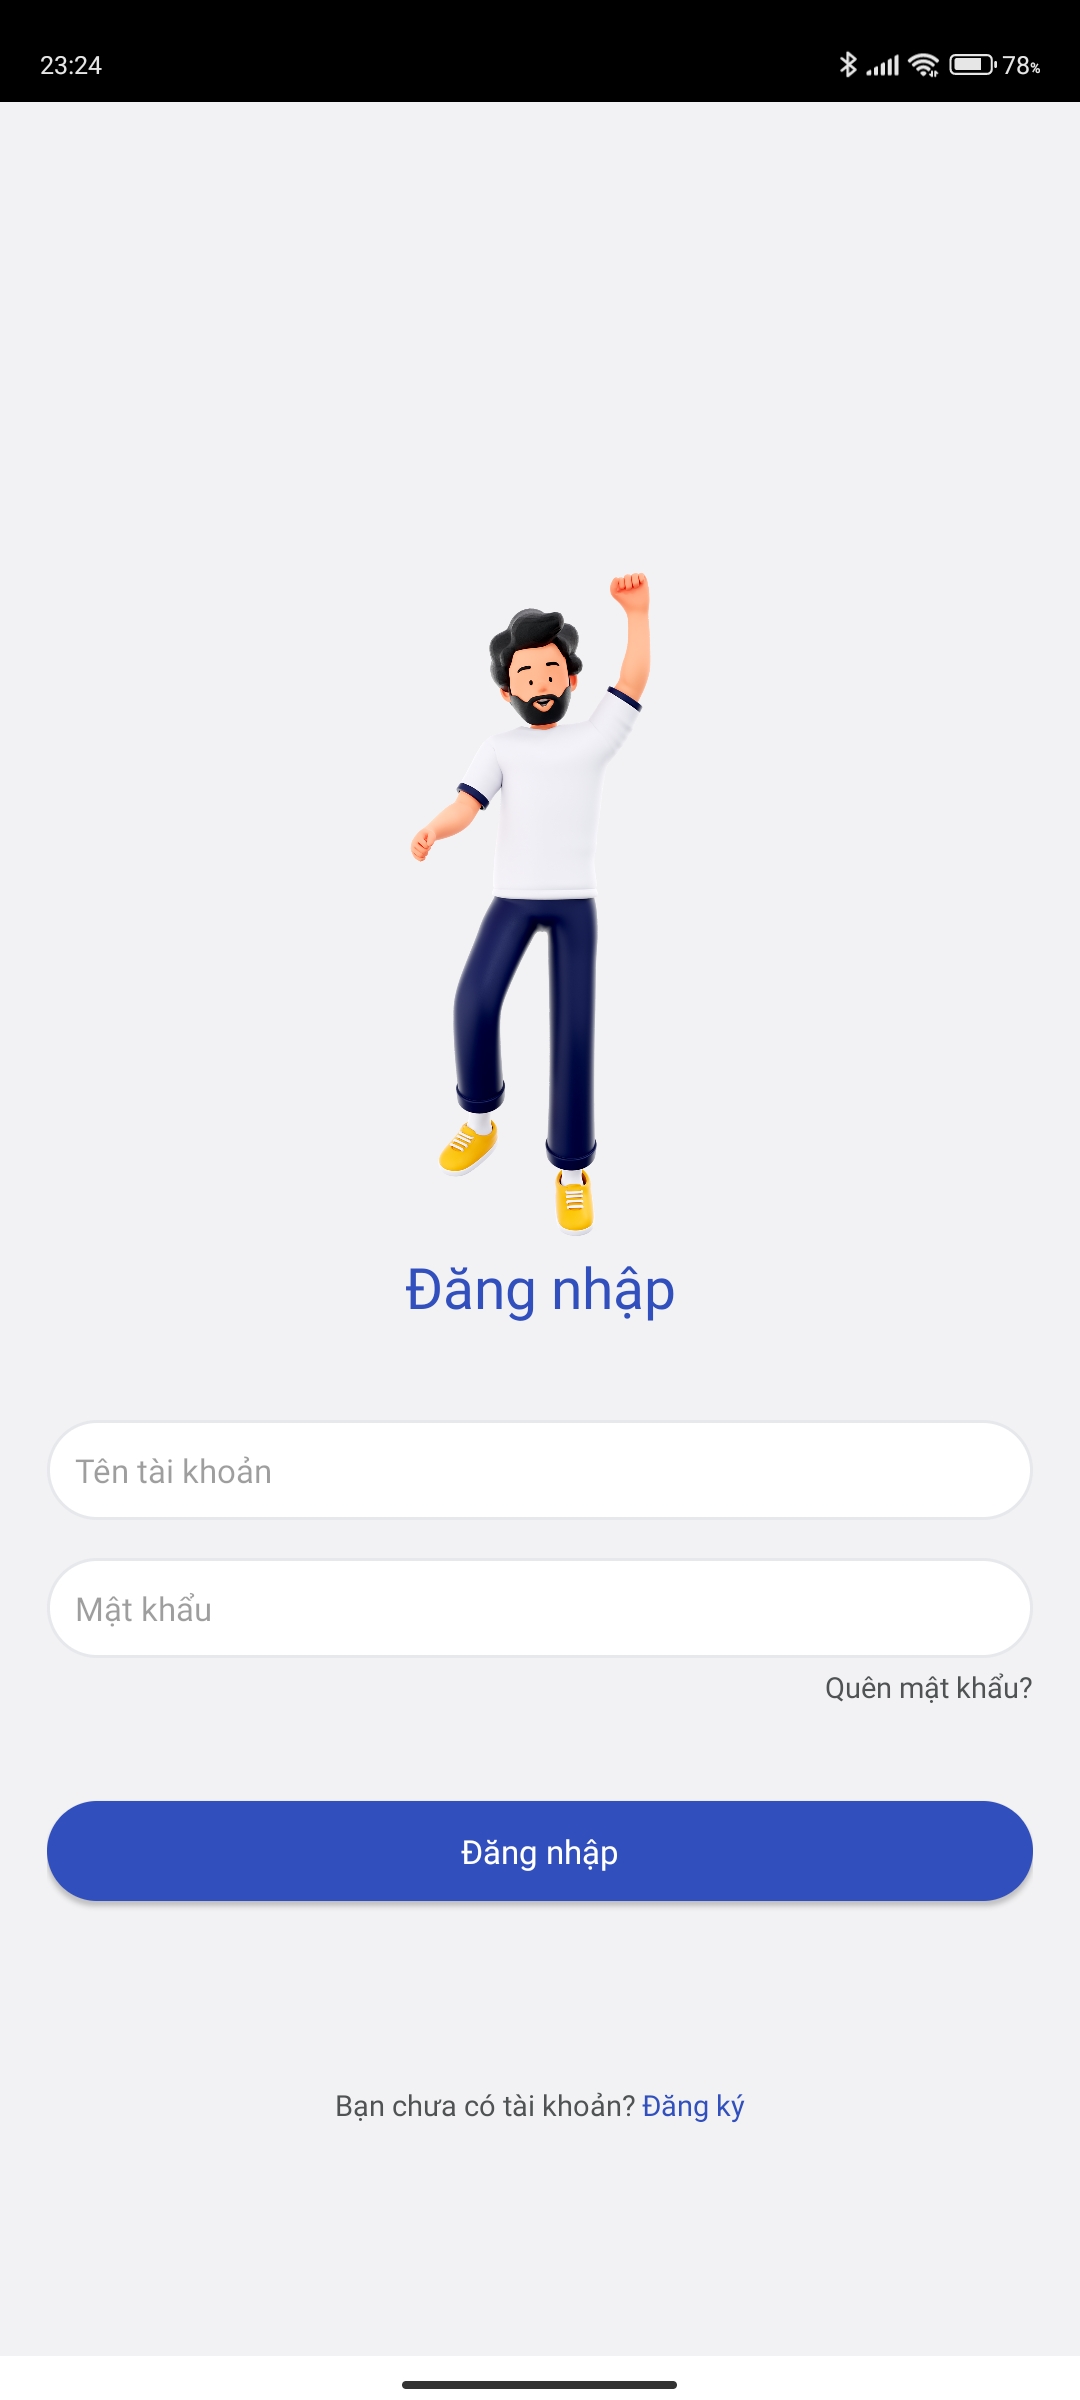 23:24
78%
Đăng nhập
Tên tài khoản
Mật khẩu
Quên mật khẩu?
Đăng nhập
Bạn chưa có tài khoản? Đăng ký